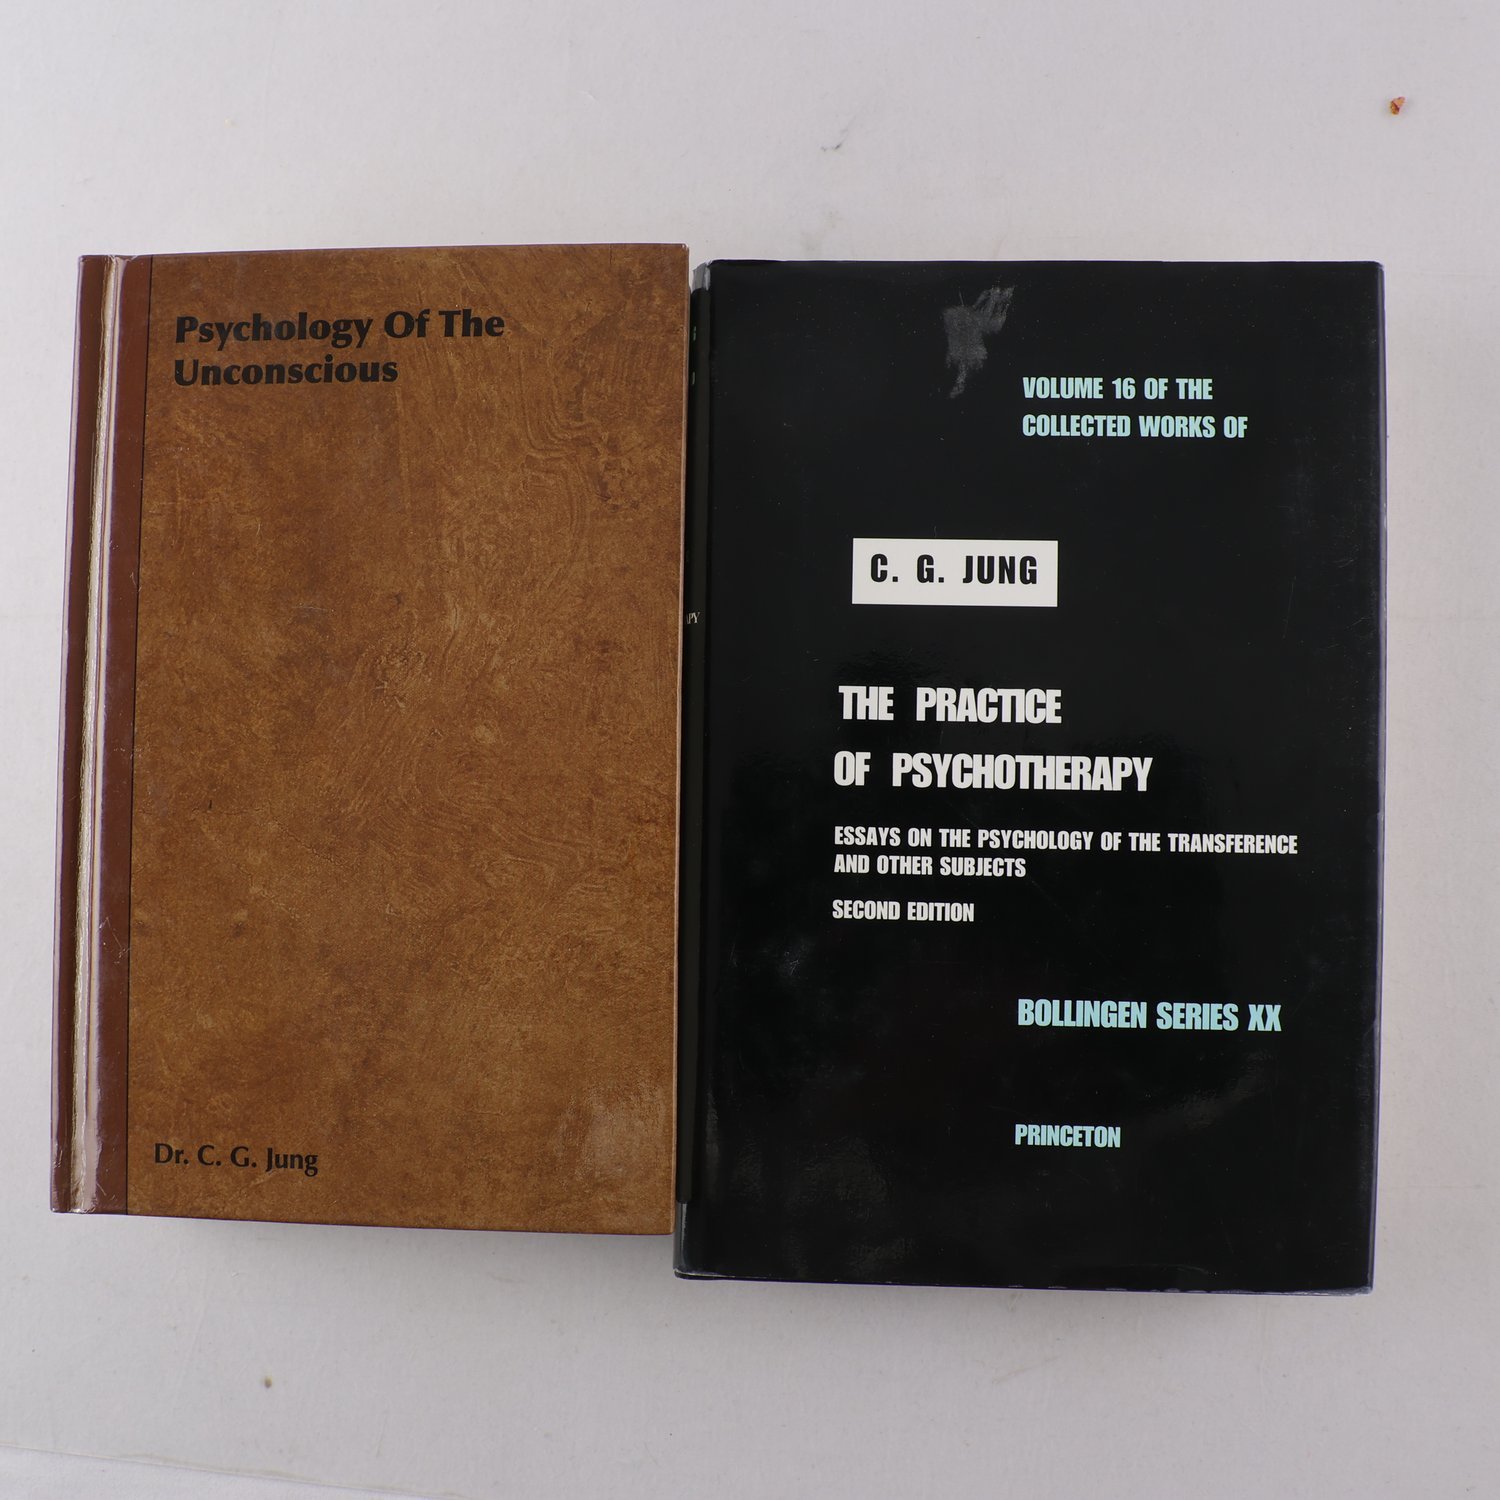 Psychology Of The
Unconscious
Dr. C. G. Jung
APY
VOLUME 16 OF THE
COLLECTED WORKS OF
C. G. JUNG
THE PRACTICE
OF PSYCHOTHERAPY
ESSAYS ON THE PSYCHOLOGY OF THE TRANSFERENCE
AND OTHER SUBJECTS
SECOND EDITION
BOLLINGEN SERIES XX
PRINCETON